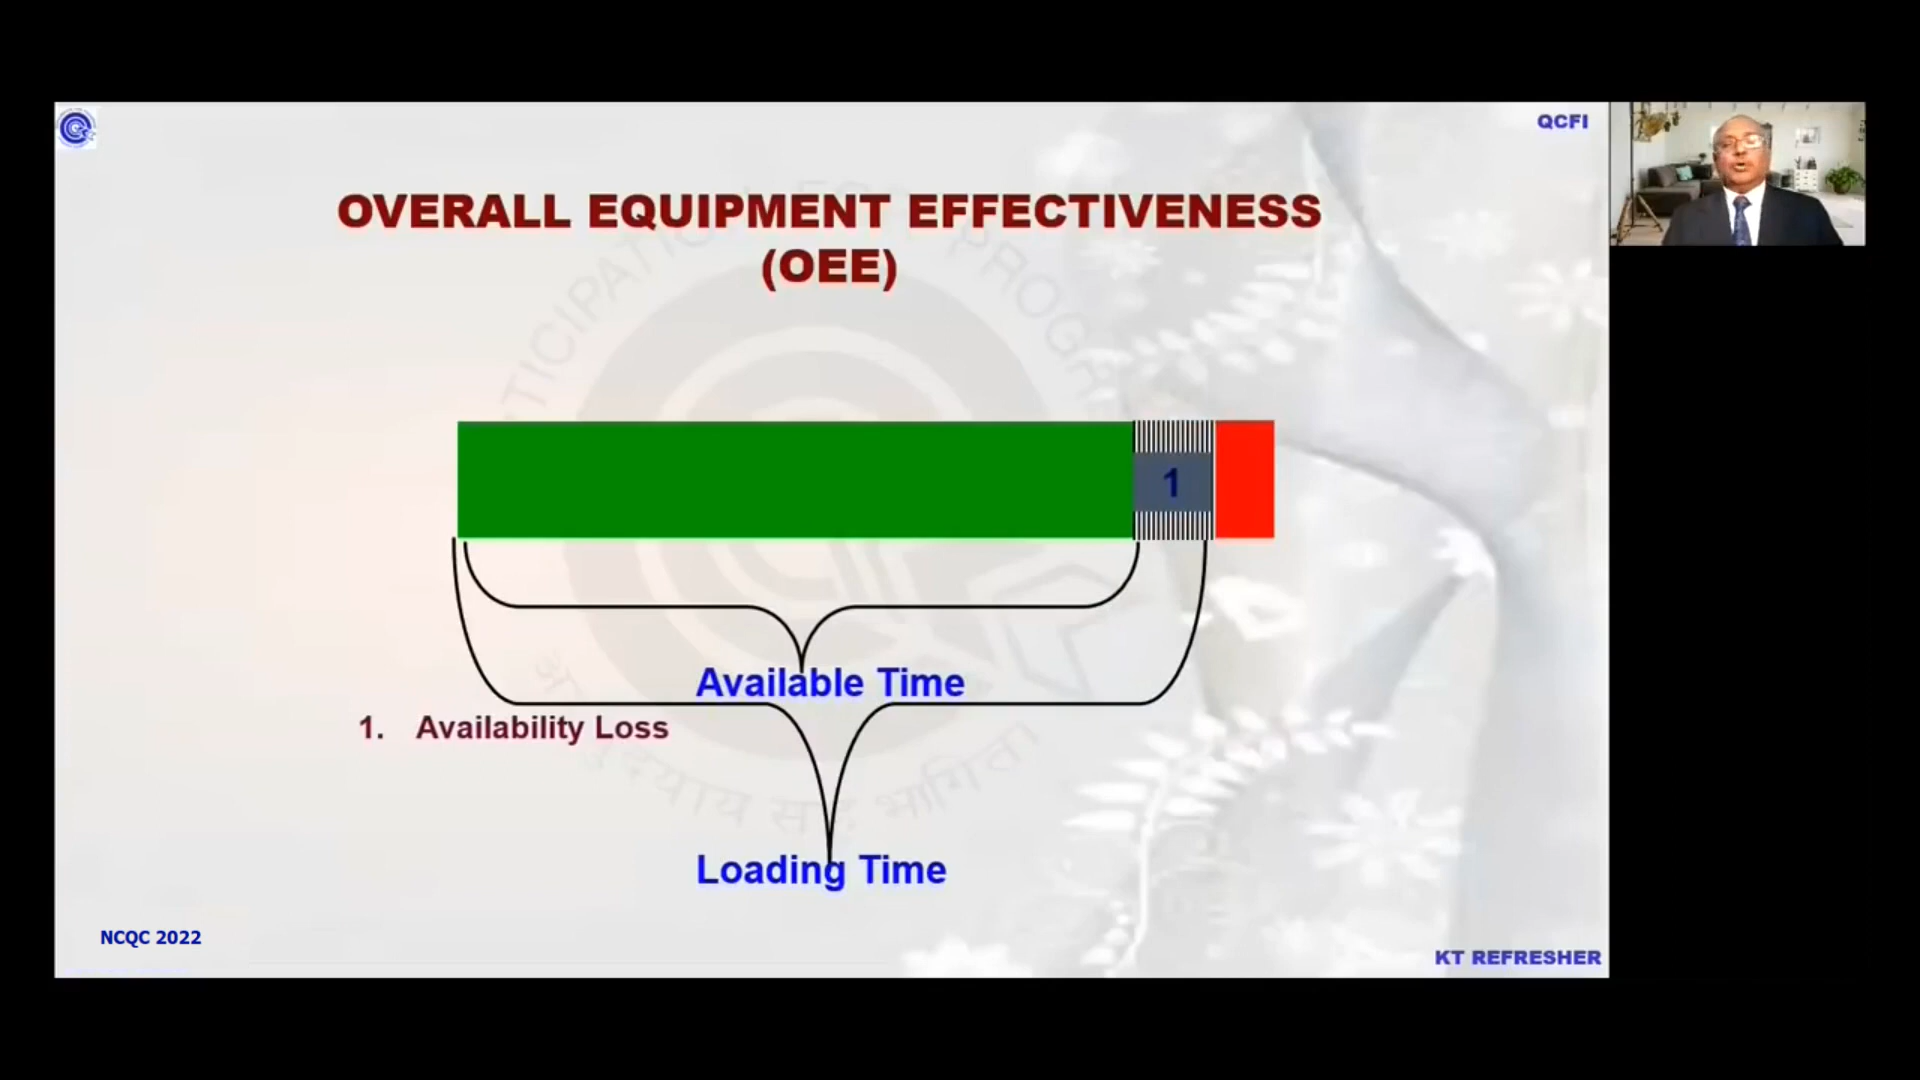 QCFI
OVERALL EQUIPMENT EFFECTIVENESS
(OEE)
1
Available Time
1. Availability Loss
Loading Time
NCQC 2022
KT REFRESHER